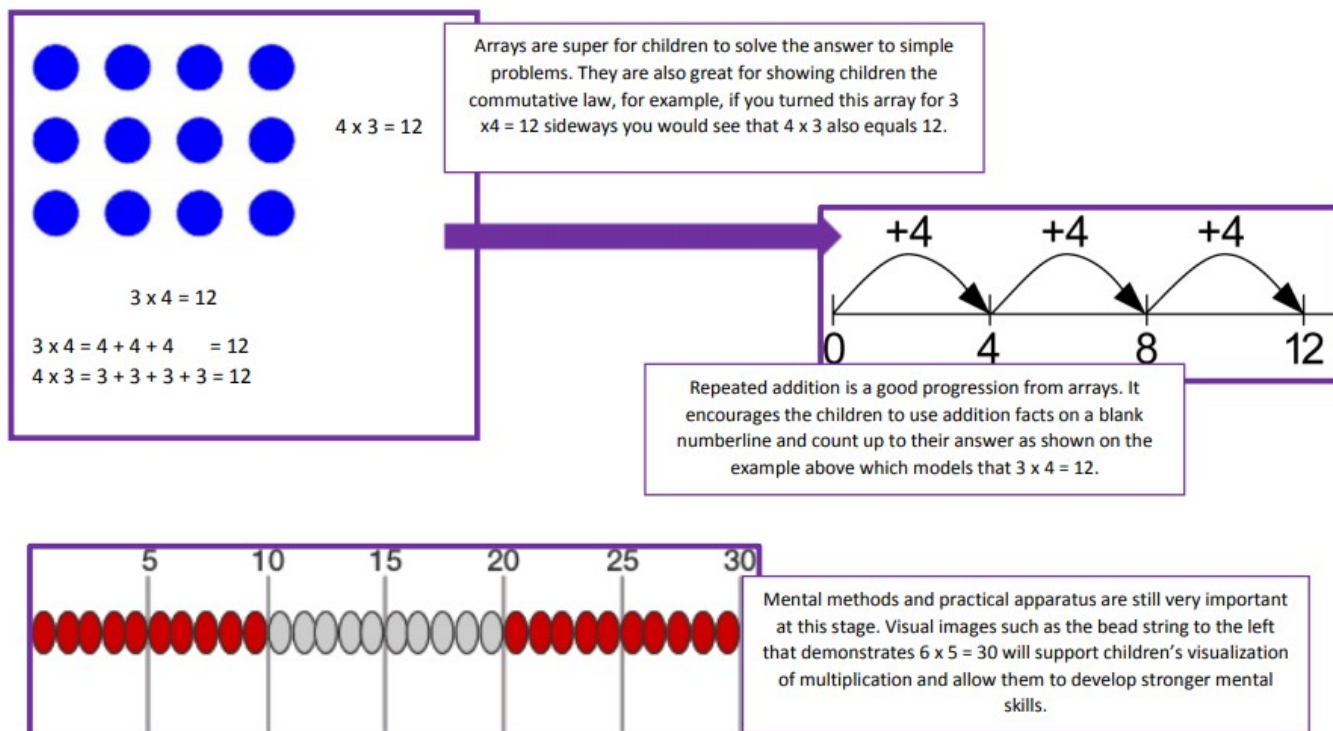 Arrays are super for children to solve the answer to simple
problems. They are also great for showing children the
commutative law, for example, if you turned this array for 3
x4 = 12 sideways you would see that 4 x 3 also equals 12.
4 x 3 = 12
3 x 4 = 12
3 x 4 = 4 + 4 + 4 = 12
4 x 3 = 3 + 3 + 3 + 3 = 12
+4 +4 +4
0 4 8 12
Repeated addition is a good progression from arrays. It
encourages the children to use addition facts on a blank
numberline and count up to their answer as shown on the
example above which models that 3 x 4 = 12.
5 10 15 20 25 30
Mental methods and practical apparatus are still very important
at this stage. Visual images such as the bead string to the left
that demonstrates 6 x 5 = 30 will support children’s visualization
of multiplication and allow them to develop stronger mental
skills.